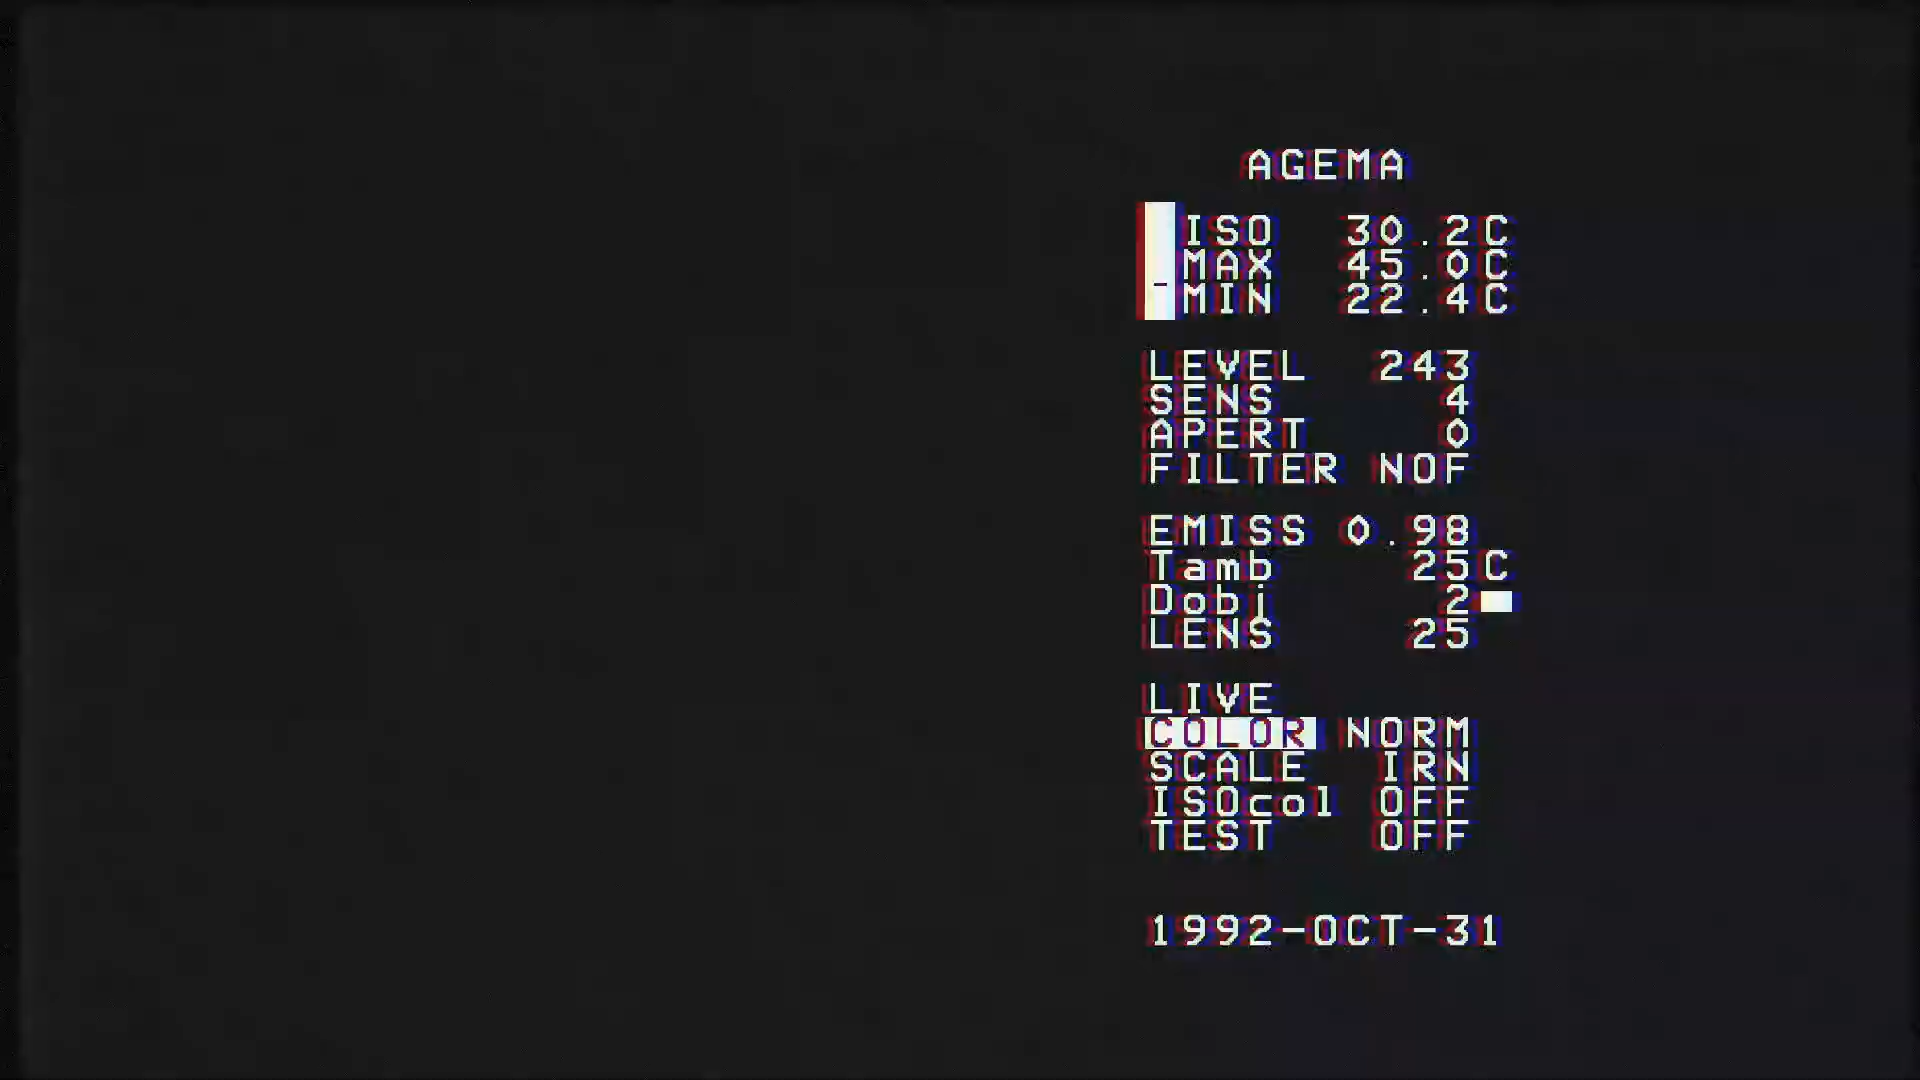 AGEMA
ISO 30.2C
MAX 45.0C
-MIN 22.4C
LEVEL 243
SENS 4
APERT 0
FILTER NOF
EMISS 0.98
Tamb 25C
Dobj 2
LENS 25
LIVE
COLOR NORM
SCALE IRN
ISOcol OFF
TEST OFF
1992-OCT-31